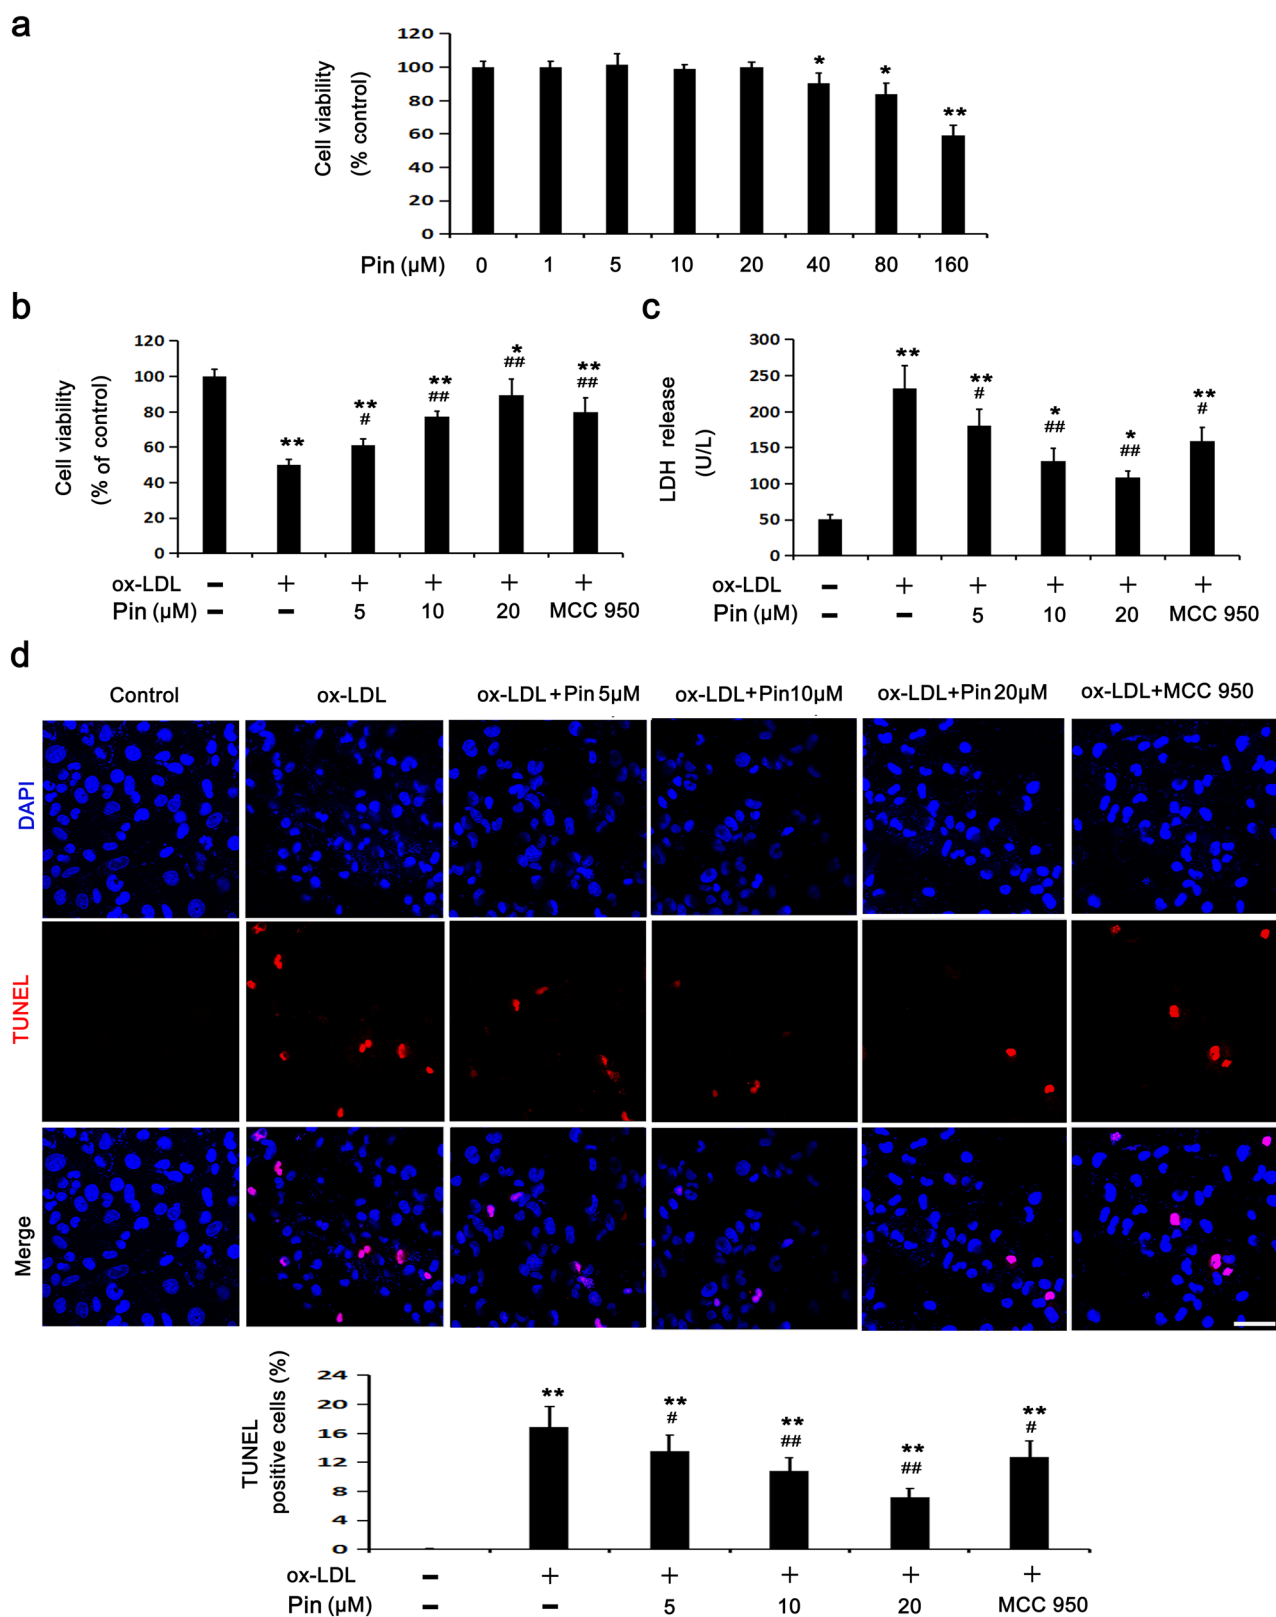 a
Cell viability
(% control)
120
100
80
60
40
20
0
* * **
Pin (µM) 0 1 5 10 20 40 80 160
b
Cell viability
(% of control)
120
100
80
60
40
20
0
** ** ** * **
# ## ## ##
ox-LDL − + + + + +
Pin (µM) − − 5 10 20 MCC 950
c
LDH release
(U/L)
300
250
200
150
100
50
0
** ** * * **
# ## ## #
ox-LDL − + + + + +
Pin (µM) − − 5 10 20 MCC 950
d
Control ox-LDL ox-LDL+Pin 5µM ox-LDL+Pin10µM ox-LDL+Pin 20µM ox-LDL+MCC 950
DAPI
TUNEL
Merge
TUNEL
positive cells (%)
24
20
16
12
8
4
0
** ** ** ** **
# ## ## #
ox-LDL − + + + + +
Pin (µM) − − 5 10 20 MCC 950